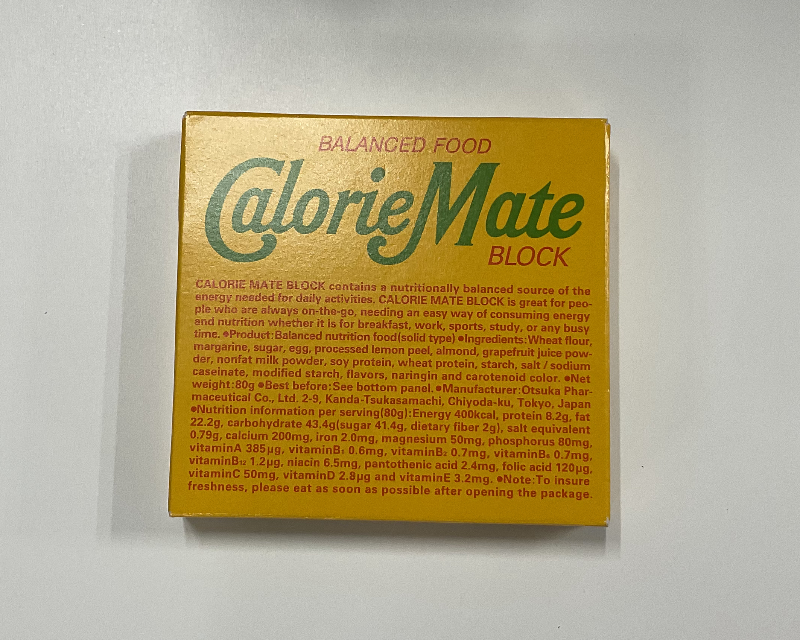 BALANCED FOOD
CalorieMate
BLOCK
CALORIE MATE BLOCK contains a nutritionally balanced source of the
energy needed for daily activities. CALORIE MATE BLOCK is great for peo-
ple who are always on-the-go, needing an easy way of consuming energy
and nutrition whether it is for breakfast, work, sports, study, or any busy
time. ●Product:Balanced nutrition food(solid type) ●Ingredients:Wheat flour,
margarine, sugar, egg, processed lemon peel, almond, grapefruit juice pow-
der, nonfat milk powder, soy protein, wheat protein, starch, salt / sodium
caseinate, modified starch, flavors, naringin and carotenoid color. ●Net
weight:80g ●Best before:See bottom panel. ●Manufacturer:Otsuka Phar-
maceutical Co., Ltd. 2-9, Kanda-Tsukasamachi, Chiyoda-ku, Tokyo, Japan
●Nutrition information per serving(80g):Energy 400kcal, protein 8.2g, fat
22.2g, carbohydrate 43.4g(sugar 41.4g, dietary fiber 2g), salt equivalent
0.79g, calcium 200mg, iron 2.0mg, magnesium 50mg, phosphorus 80mg,
vitaminA 385μg, vitaminB₁ 0.6mg, vitaminB₂ 0.7mg, vitaminB₆ 0.7mg,
vitaminB₁₂ 1.2μg, niacin 6.5mg, pantothenic acid 2.4mg, folic acid 120μg,
vitaminC 50mg, vitaminD 2.8μg and vitaminE 3.2mg. ●Note:To insure
freshness, please eat as soon as possible after opening the package.